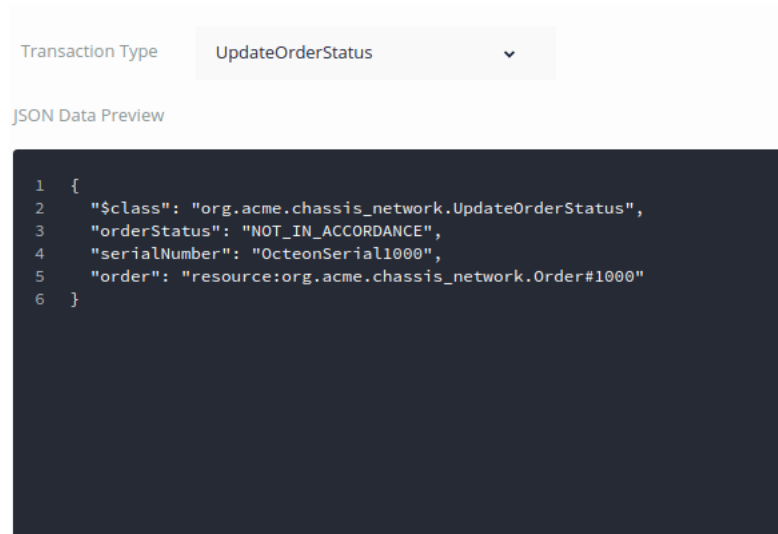 Transaction Type UpdateOrderStatus
JSON Data Preview
1 {
2 "$class": "org.acme.chassis_network.UpdateOrderStatus",
3 "orderStatus": "NOT_IN_ACCORDANCE",
4 "serialNumber": "OcteonSerial1000",
5 "order": "resource:org.acme.chassis_network.Order#1000"
6 }